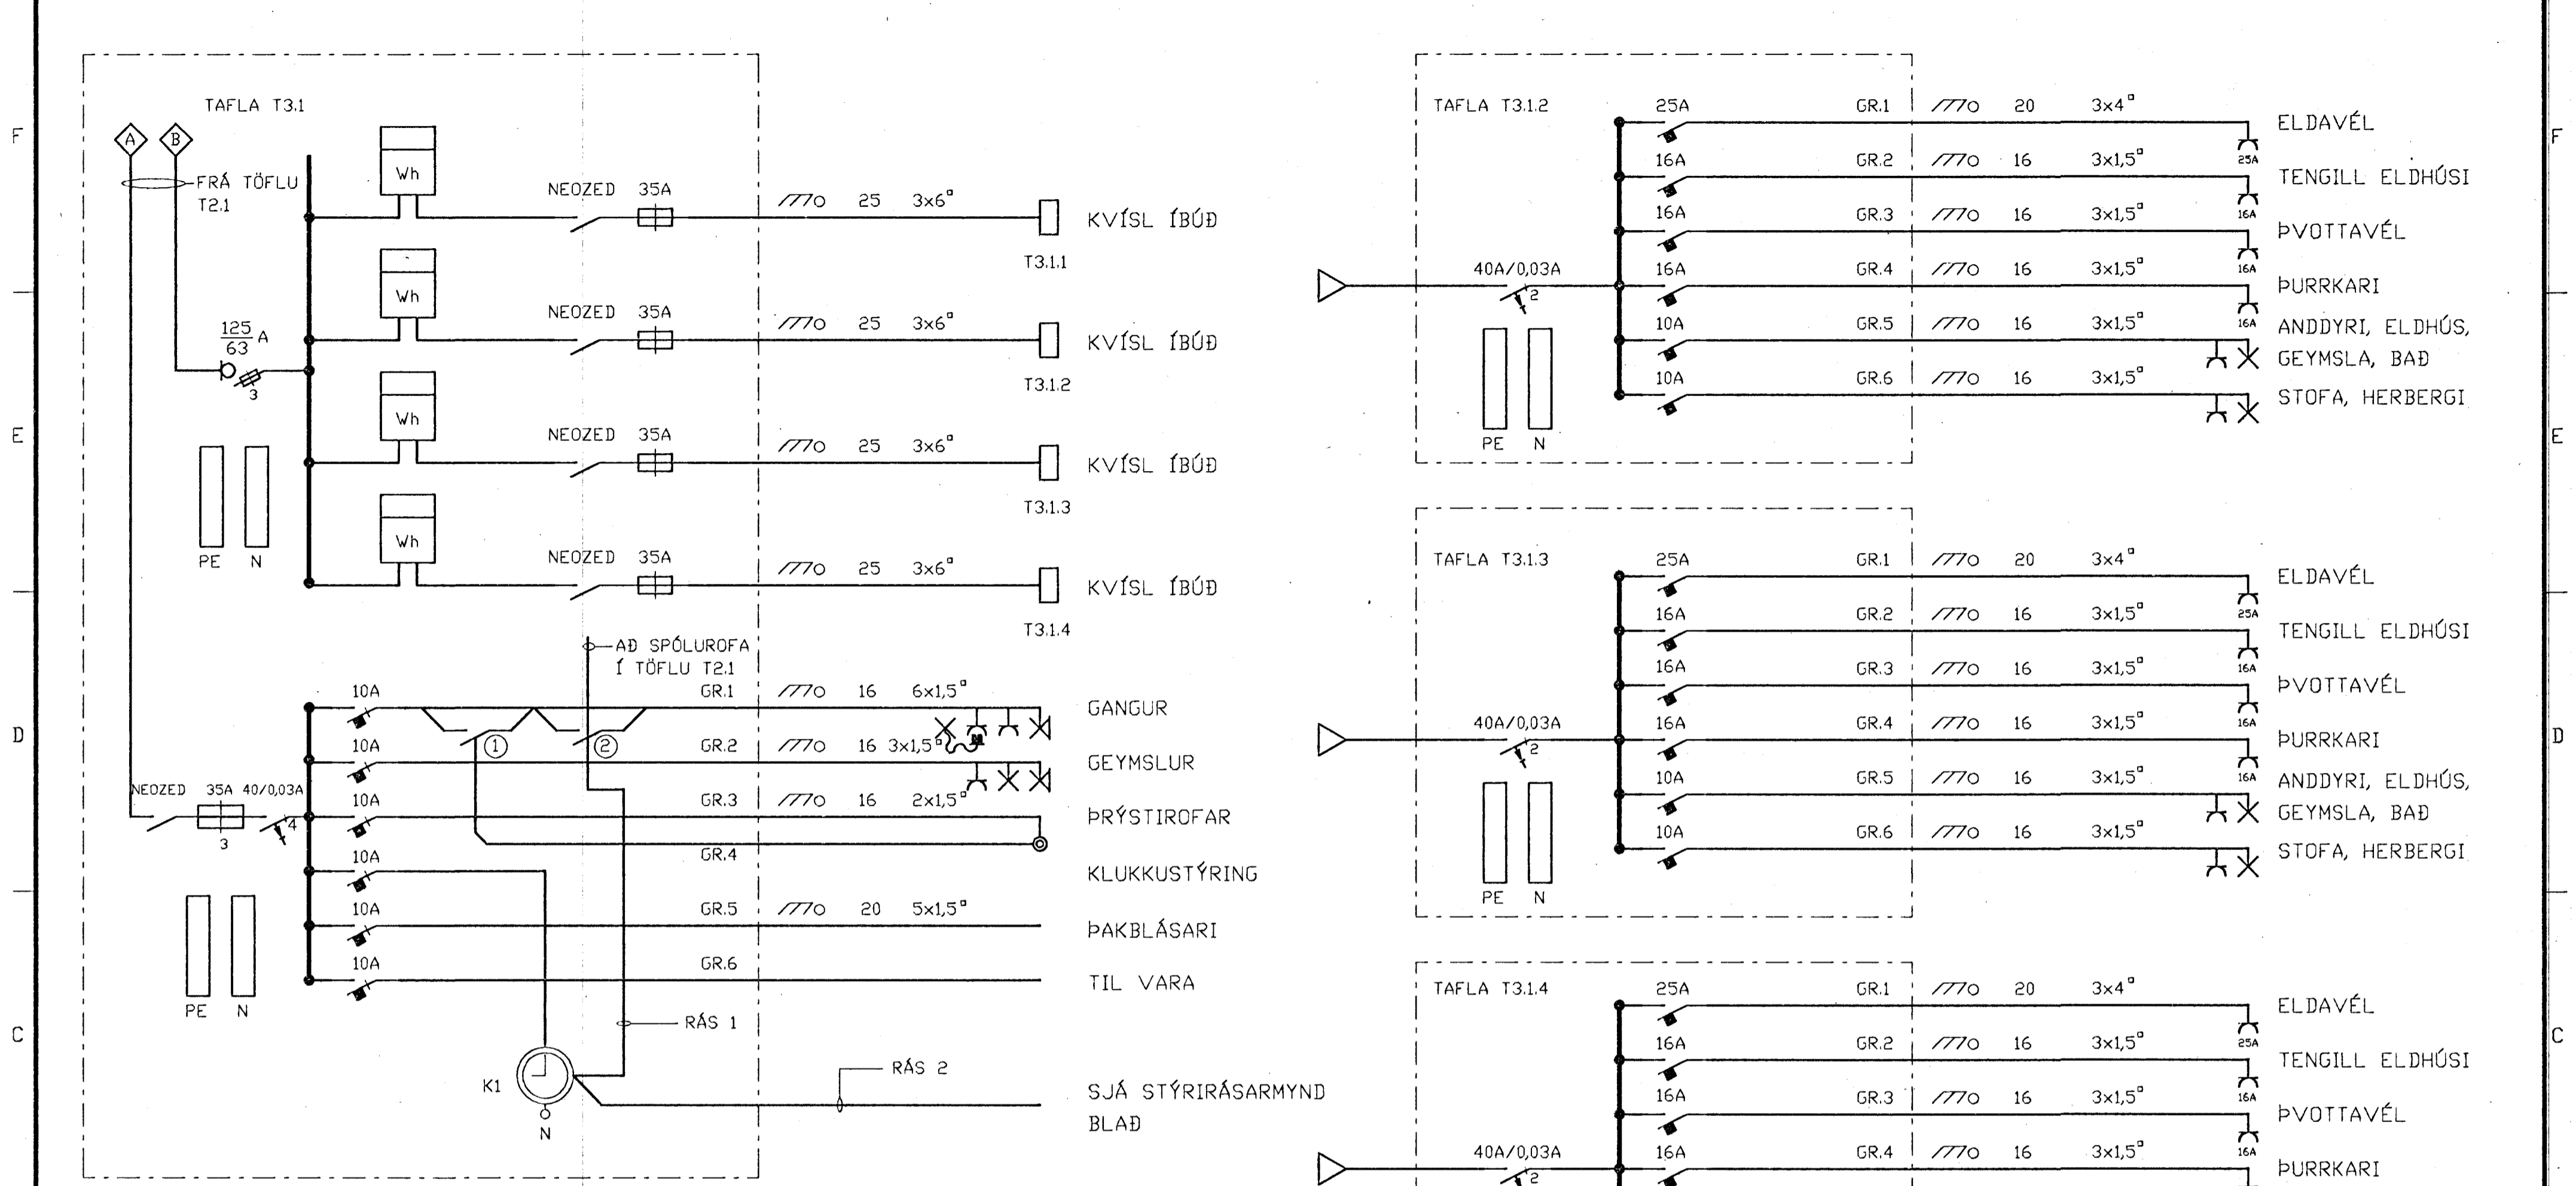 TAFLA T3.1
A
B
FRÁ TÖFLU
T2.1
Wh
NEOZED 35A
25 3x6▫
KVÍSL ÍBÚÐ
T3.1.1
Wh
NEOZED 35A
25 3x6▫
KVÍSL ÍBÚÐ
T3.1.2
125
63 A
3
Wh
NEOZED 35A
25 3x6▫
KVÍSL ÍBÚÐ
T3.1.3
Wh
NEOZED 35A
25 3x6▫
KVÍSL ÍBÚÐ
T3.1.4
PE N
AÐ SPÓLUROFA
Í TÖFLU T2.1
10A GR.1 16 6x1,5▫
GANGUR
1
2
10A GR.2 16 3x1,5▫
M
GEYMSLUR
NEOZED 35A 40/0,03A
3
4
10A GR.3 16 2x1,5▫
ÞRÝSTIROFAR
10A GR.4
KLUKKUSTÝRING
10A GR.5 20 5x1,5▫
ÞAKBLÁSARI
10A GR.6
TIL VARA
PE N
RÁS 1
K1
N
RÁS 2
SJÁ STÝRIRÁSARMYND
BLAÐ
TAFLA T3.1.2
25A GR.1 20 3x4▫
ELDAVÉL
25A
16A GR.2 16 3x1,5▫
TENGILL ELDHÚSI
16A
16A GR.3 16 3x1,5▫
ÞVOTTAVÉL
16A
40A/0,03A
2
16A GR.4 16 3x1,5▫
ÞURRKARI
16A
10A GR.5 16 3x1,5▫
ANDDYRI, ELDHÚS,
GEYMSLA, BAÐ
10A GR.6 16 3x1,5▫
STOFA, HERBERGI
PE N
TAFLA T3.1.3
25A GR.1 20 3x4▫
ELDAVÉL
25A
16A GR.2 16 3x1,5▫
TENGILL ELDHÚSI
16A
16A GR.3 16 3x1,5▫
ÞVOTTAVÉL
16A
40A/0,03A
2
16A GR.4 16 3x1,5▫
ÞURRKARI
16A
10A GR.5 16 3x1,5▫
ANDDYRI, ELDHÚS,
GEYMSLA, BAÐ
10A GR.6 16 3x1,5▫
STOFA, HERBERGI
PE N
TAFLA T3.1.4
25A GR.1 20 3x4▫
ELDAVÉL
25A
16A GR.2 16 3x1,5▫
TENGILL ELDHÚSI
16A
16A GR.3 16 3x1,5▫
ÞVOTTAVÉL
16A
40A/0,03A
2
16A GR.4 16 3x1,5▫
ÞURRKARI
F
E
D
C
F
E
D
C